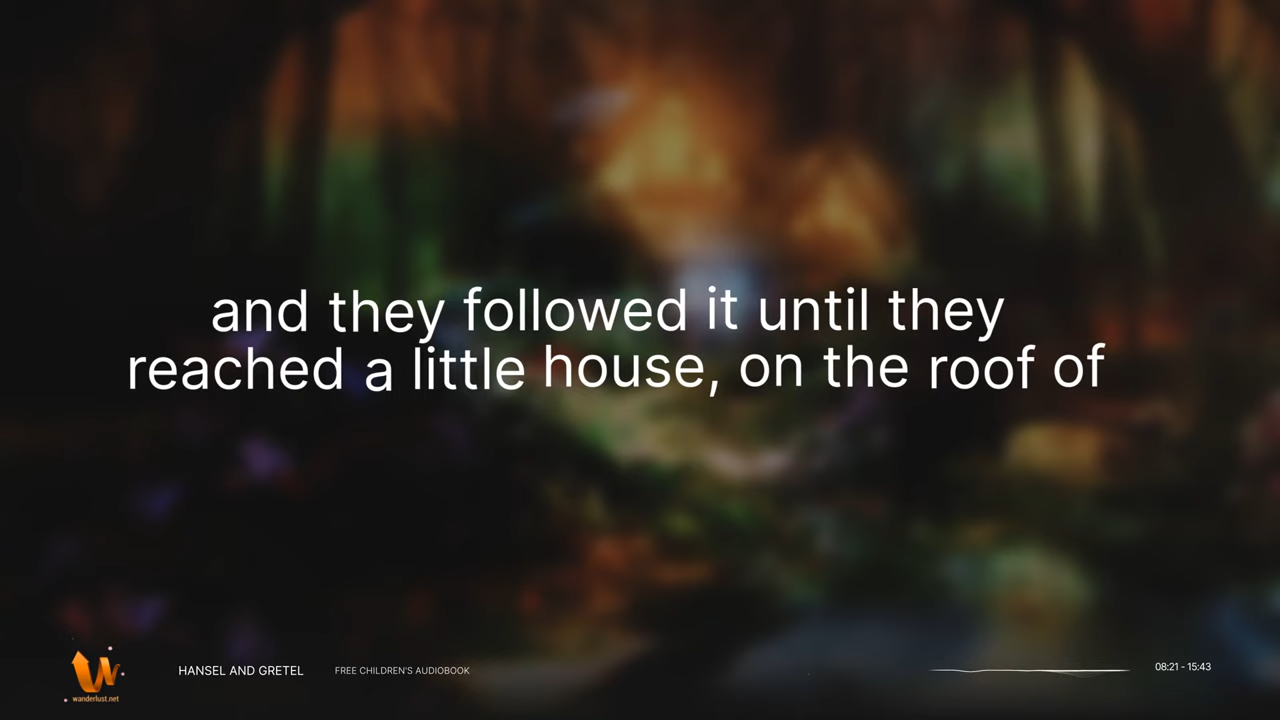 and they followed it until they
reached a little house, on the roof of
HANSEL AND GRETEL
FREE CHILDREN'S AUDIOBOOK
08:21 - 15:43
W
wanderlust.net